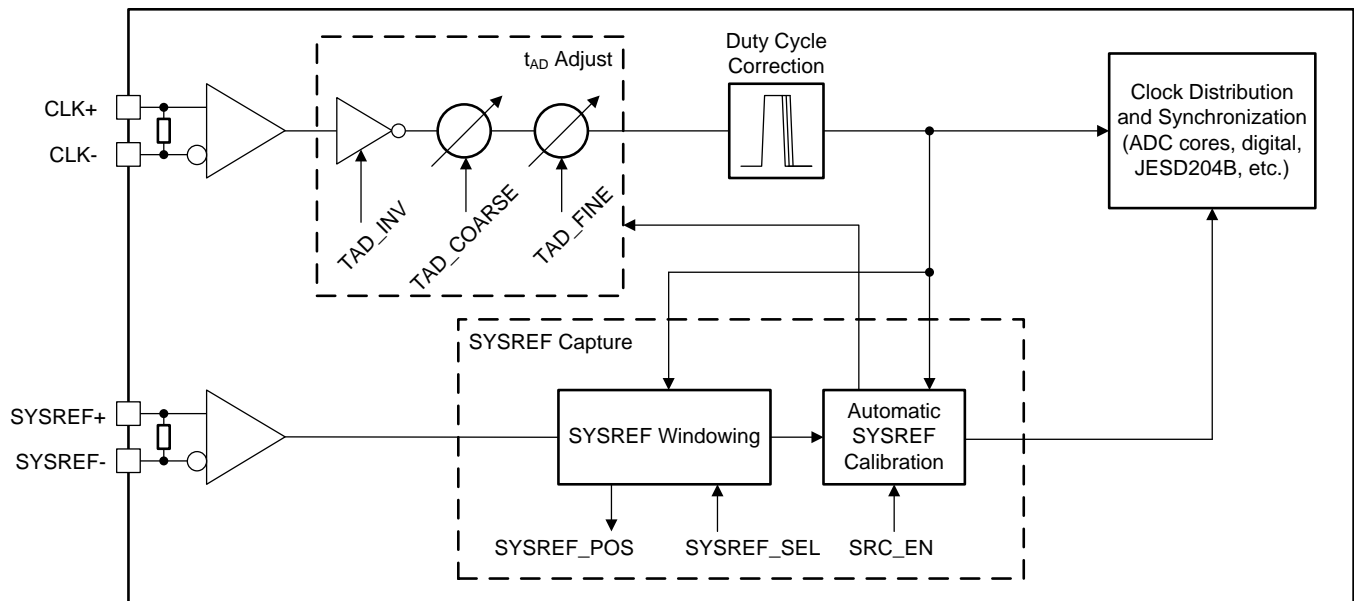 t_AD Adjust
Duty Cycle
Correction
CLK+
CLK-
Clock Distribution
and Synchronization
(ADC cores, digital,
JESD204B, etc.)
TAD_INV
TAD_COARSE
TAD_FINE
SYSREF Capture
SYSREF+
SYSREF-
SYSREF Windowing
Automatic
SYSREF
Calibration
SYSREF_POS
SYSREF_SEL
SRC_EN